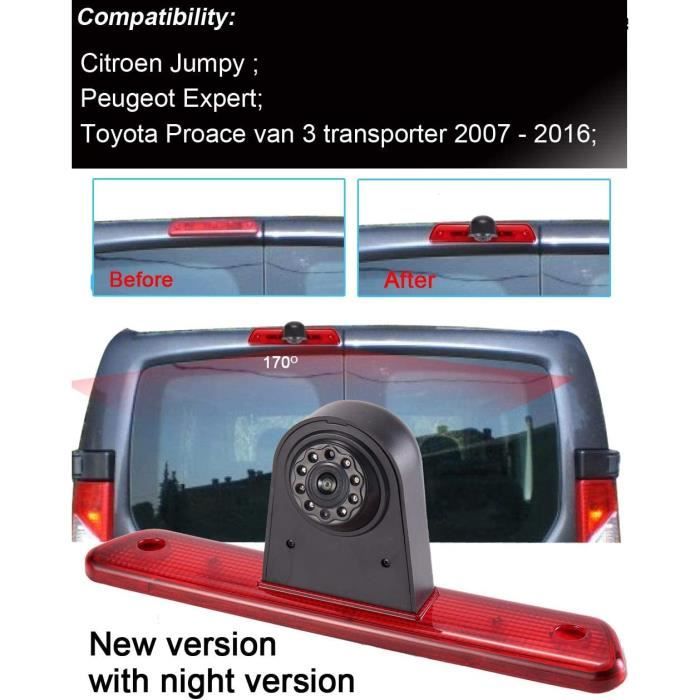 Compatibility:
Citroen Jumpy ;
Peugeot Expert;
Toyota Proace van 3 transporter 2007 - 2016;
Before
After
170º
New version
with night version